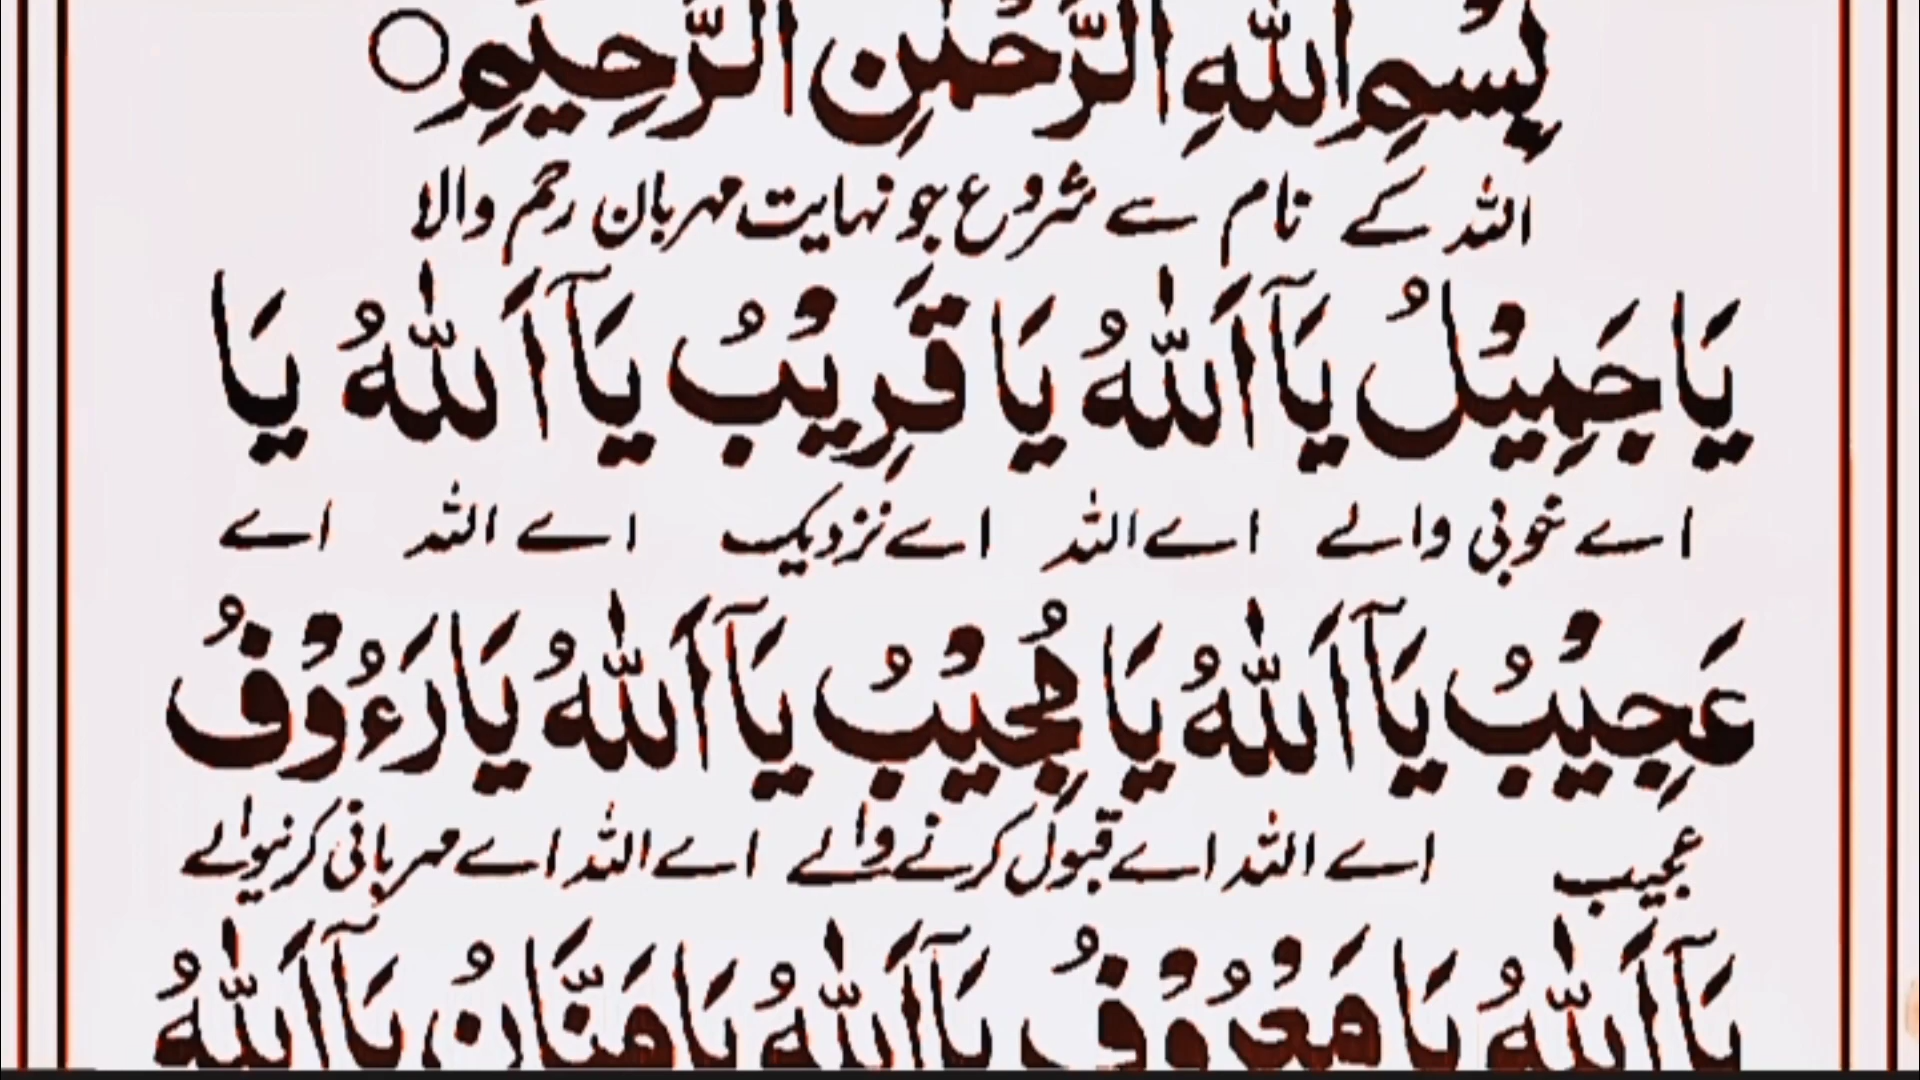 بِسْمِ اللّٰهِ الرَّحْمٰنِ الرَّحِيْمِ ○
اللہ کے نام سے شروع جو نہایت مہربان رحم والا
يَا جَمِيْلُ يَآ اَللّٰهُ يَا قَرِيْبُ يَآ اَللّٰهُ يَا
اے خوبی والے اے اللہ اے نزدیک اے اللہ اے
عَجِيْبُ يَآ اَللّٰهُ يَا مُجِيْبُ يَآ اَللّٰهُ يَا رَءُوْفُ
عجیب اے اللہ اے قبول کرنے والے اے اللہ اے مہربانی کرنیوالے
يَآ اَللّٰهُ يَا مَعْرُوْفُ يَآ اَللّٰهُ يَا مَنَّانُ يَآ اَللّٰهُ